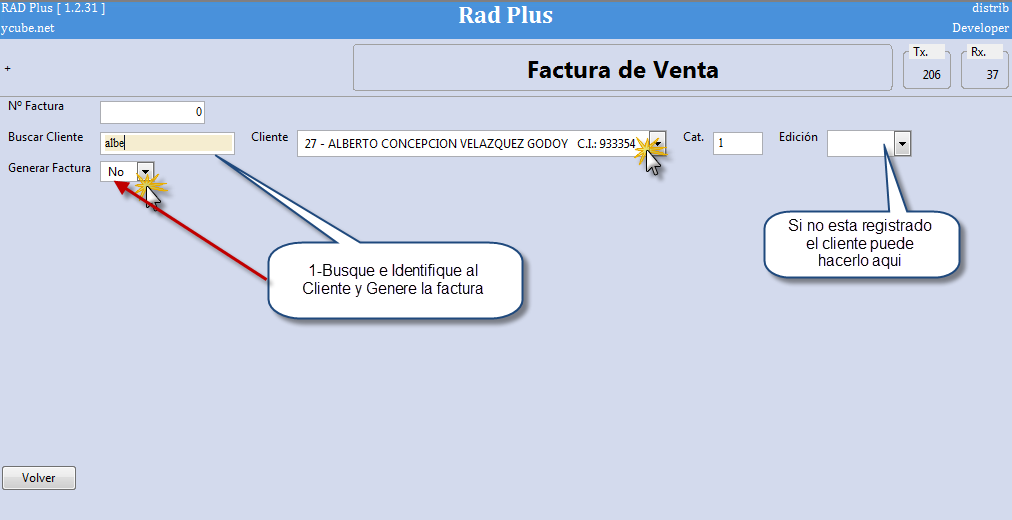 RAD Plus [ 1.2.31 ]
Rad Plus
distrib
ycube.net
Developer
+
Factura de Venta
Tx.
206
Rx.
37
Nº Factura
0
Buscar Cliente
albe
Cliente
27 - ALBERTO CONCEPCION VELAZQUEZ GODOY C.I.: 933354
Cat.
1
Edición
Generar Factura
No
Si no esta registrado
el cliente puede
hacerlo aqui
1-Busque e Identifique al
Cliente y Genere la factura
Volver